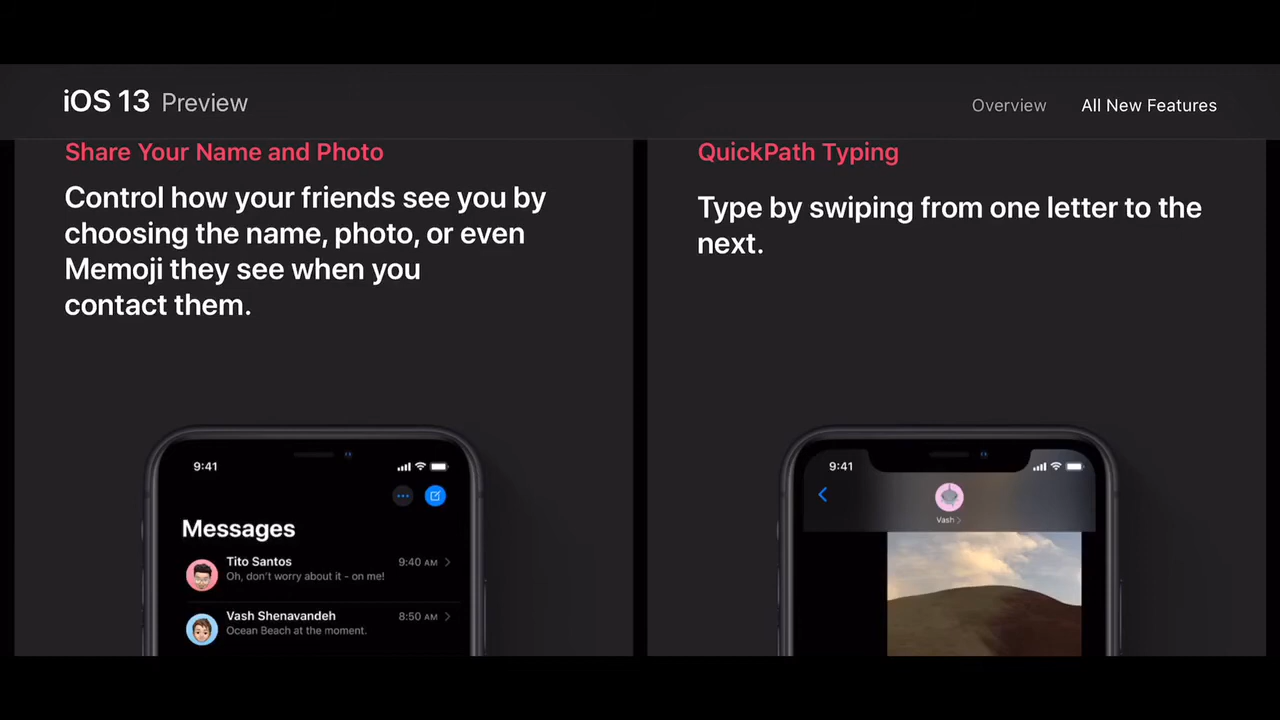 iOS 13 Preview
Overview
All New Features
Share Your Name and Photo
Control how your friends see you by
choosing the name, photo, or even
Memoji they see when you
contact them.
9:41
Messages
Tito Santos
9:40 AM
Oh, don't worry about it - on me!
Vash Shenavandeh
8:50 AM
Ocean Beach at the moment.
QuickPath Typing
Type by swiping from one letter to the
next.
9:41
Vash